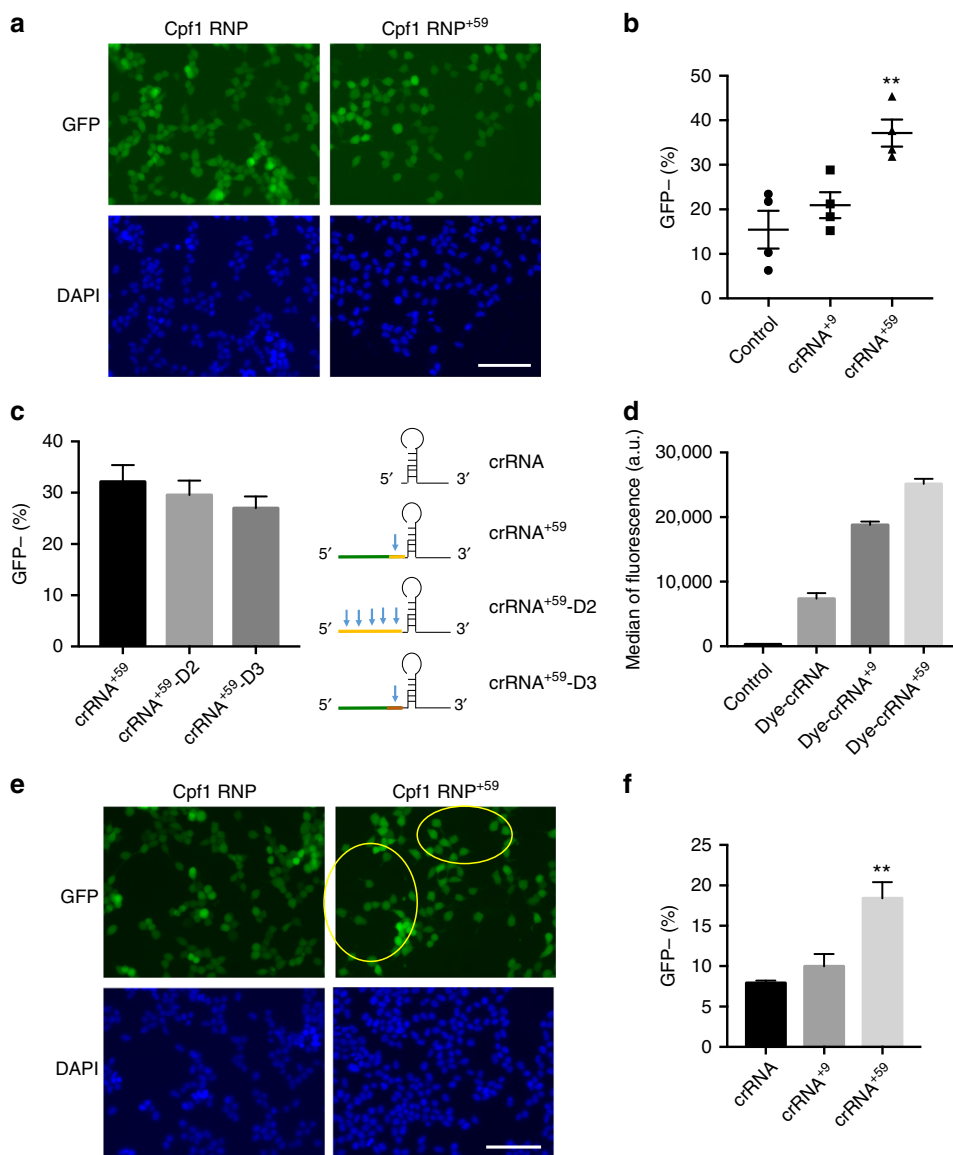 a
Cpf1 RNP
Cpf1 RNP+59
GFP
DAPI
b
GFP– (%)
50
40
30
20
10
0
**
Control
crRNA+9
crRNA+59
c
GFP– (%)
40
30
20
10
0
crRNA+59
crRNA+59-D2
crRNA+59-D3
5′ 3′ crRNA
5′ 3′ crRNA+59
5′ 3′ crRNA+59-D2
5′ 3′ crRNA+59-D3
d
Median of fluorescence (a.u.)
30,000
20,000
10,000
0
Control
Dye-crRNA
Dye-crRNA+9
Dye-crRNA+59
e
Cpf1 RNP
Cpf1 RNP+59
GFP
DAPI
f
GFP– (%)
25
20
15
10
5
0
**
crRNA
crRNA+9
crRNA+59